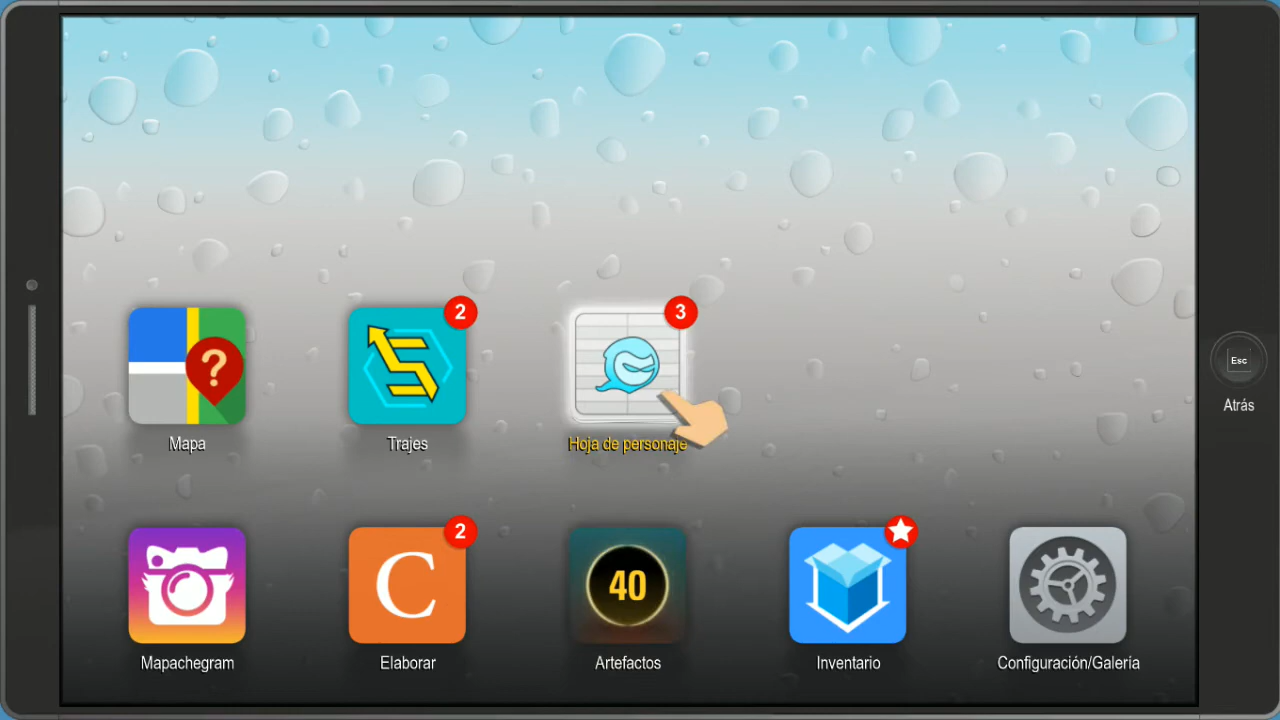 2
3
Esc
Atrás
Mapa
Trajes
Hoja de personaje
2
C
40
Mapachegram
Elaborar
Artefactos
Inventario
Configuración/Galería